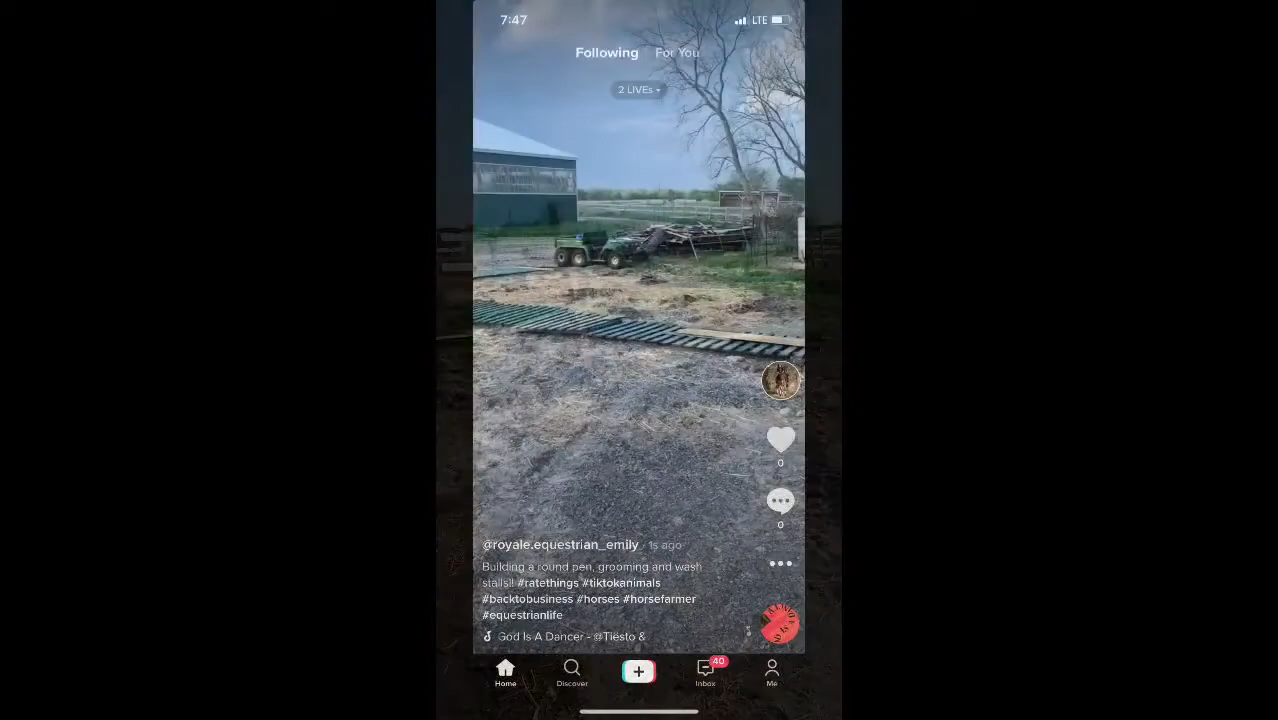 7:47
LTE
Following For You
2 LIVEs
0
0
@royale.equestrian_emily · 1s ago
Building a round pen, grooming and wash
stalls!! #ratethings #tiktokanimals
#backtobusiness #horses #horsefarmer
#equestrianlife
God Is A Dancer - @Tiësto &
40
Home Discover Inbox Me